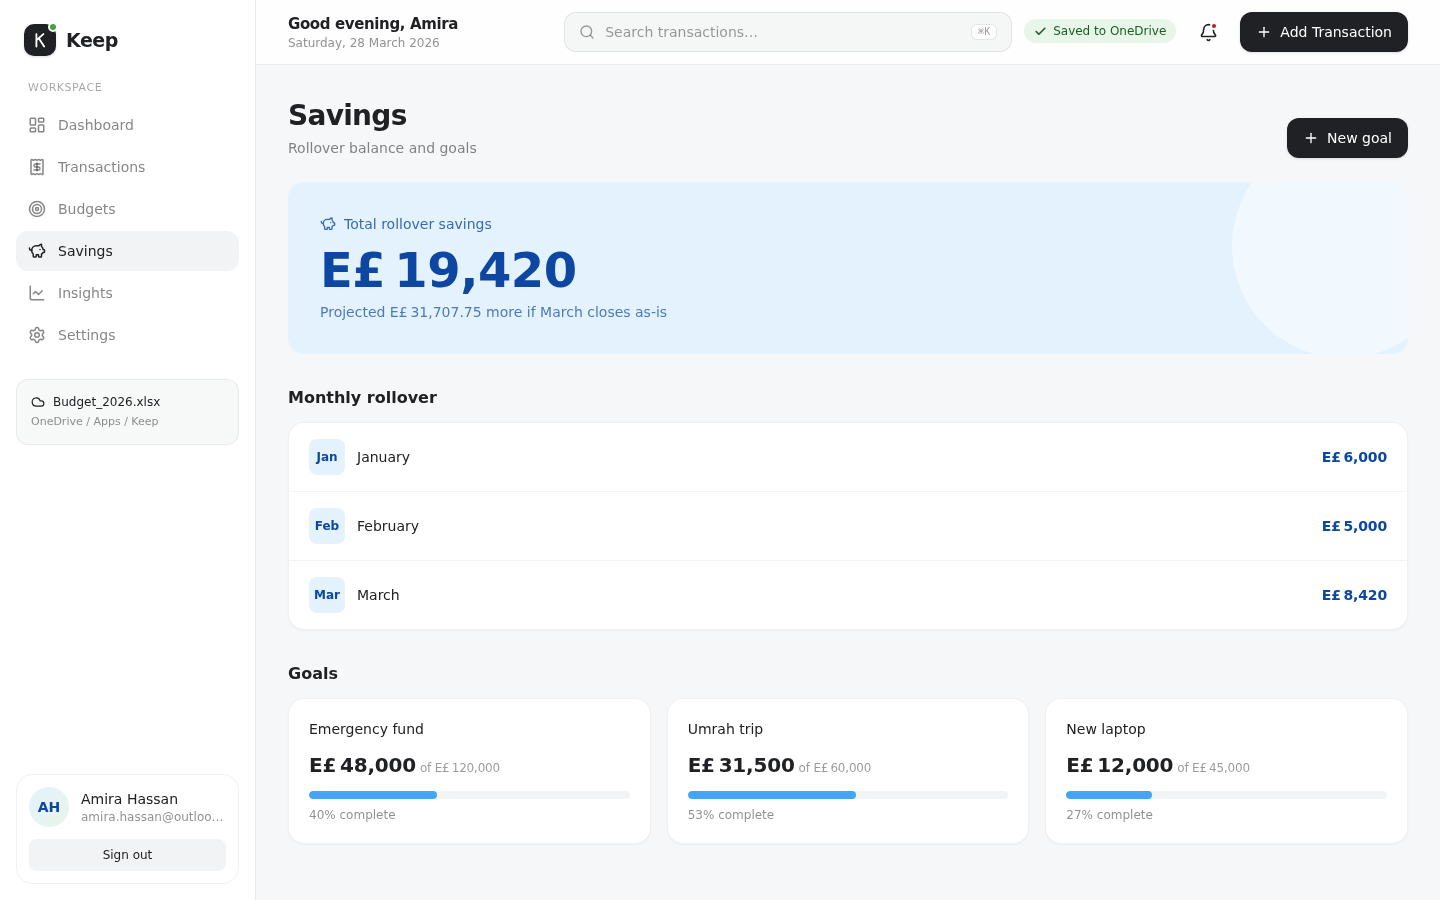 Keep
WORKSPACE
Dashboard
Transactions
Budgets
Savings
Insights
Settings
Budget_2026.xlsx
OneDrive / Apps / Keep
AH
Amira Hassan
amira.hassan@outloo…
Sign out
Good evening, Amira
Saturday, 28 March 2026
Search transactions…
⌘K
Saved to OneDrive
Add Transaction
Savings
Rollover balance and goals
New goal
Total rollover savings
E£ 19,420
Projected E£ 31,707.75 more if March closes as-is
Monthly rollover
Jan January E£ 6,000
Feb February E£ 5,000
Mar March E£ 8,420
Goals
Emergency fund
E£ 48,000 of E£ 120,000
40% complete
Umrah trip
E£ 31,500 of E£ 60,000
53% complete
New laptop
E£ 12,000 of E£ 45,000
27% complete